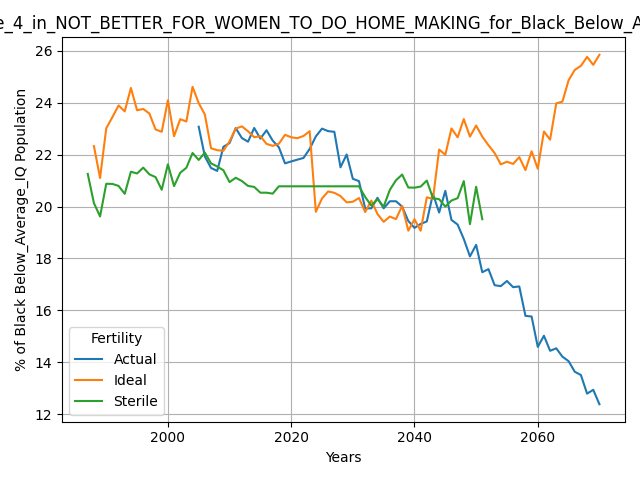 e_4_in_NOT_BETTER_FOR_WOMEN_TO_DO_HOME_MAKING_for_Black_Below_A
% of Black Below_Average_IQ Population
26
24
22
20
18
16
14
12
Fertility
Actual
Ideal
Sterile
2000
2020
2040
2060
Years